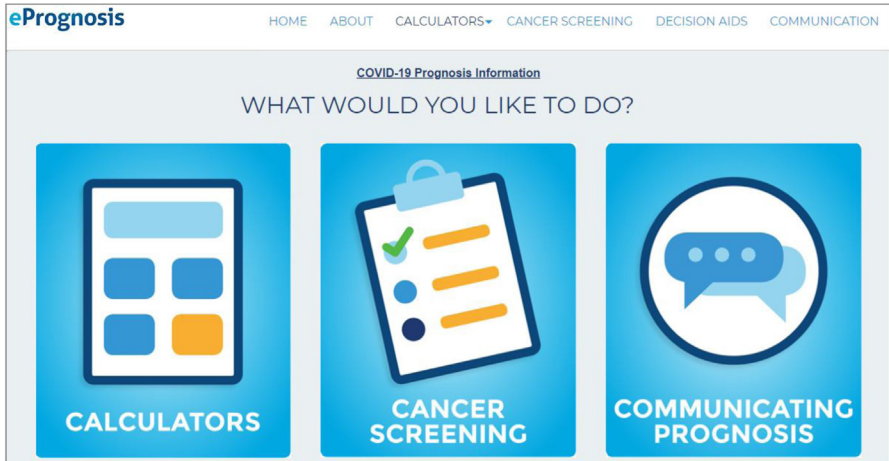 ePrognosis
HOME ABOUT CALCULATORS CANCER SCREENING DECISION AIDS COMMUNICATION
COVID-19 Prognosis Information
WHAT WOULD YOU LIKE TO DO?
CALCULATORS
CANCER
SCREENING
COMMUNICATING
PROGNOSIS